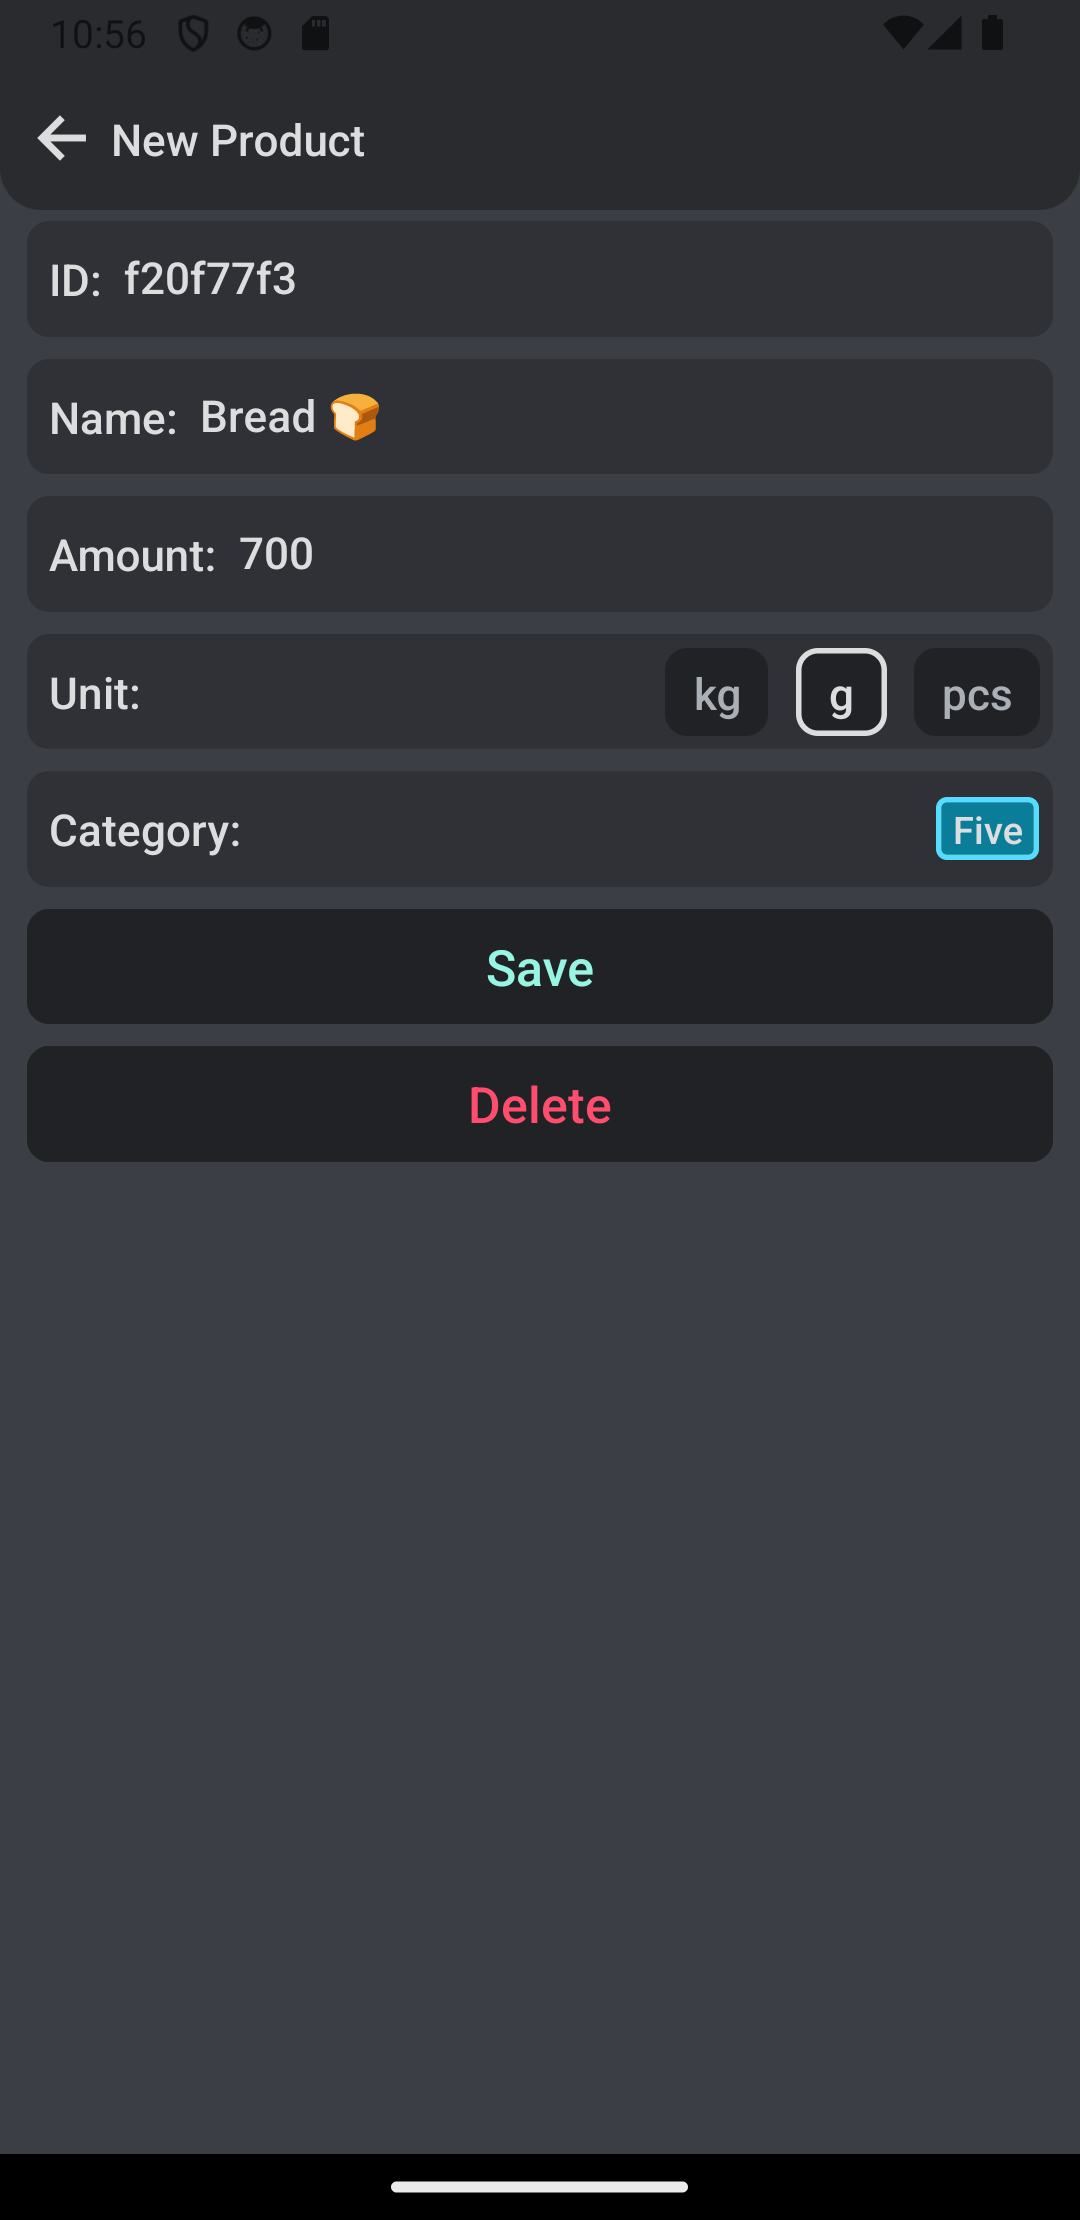 10:56
New Product
ID: f20f77f3
Name: Bread 🍞
Amount: 700
Unit: kg g pcs
Category: Five
Save
Delete